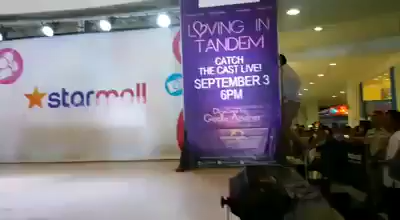 starmall
LOVING IN
TANDEM
CATCH
THE CAST LIVE!
SEPTEMBER 3
6PM